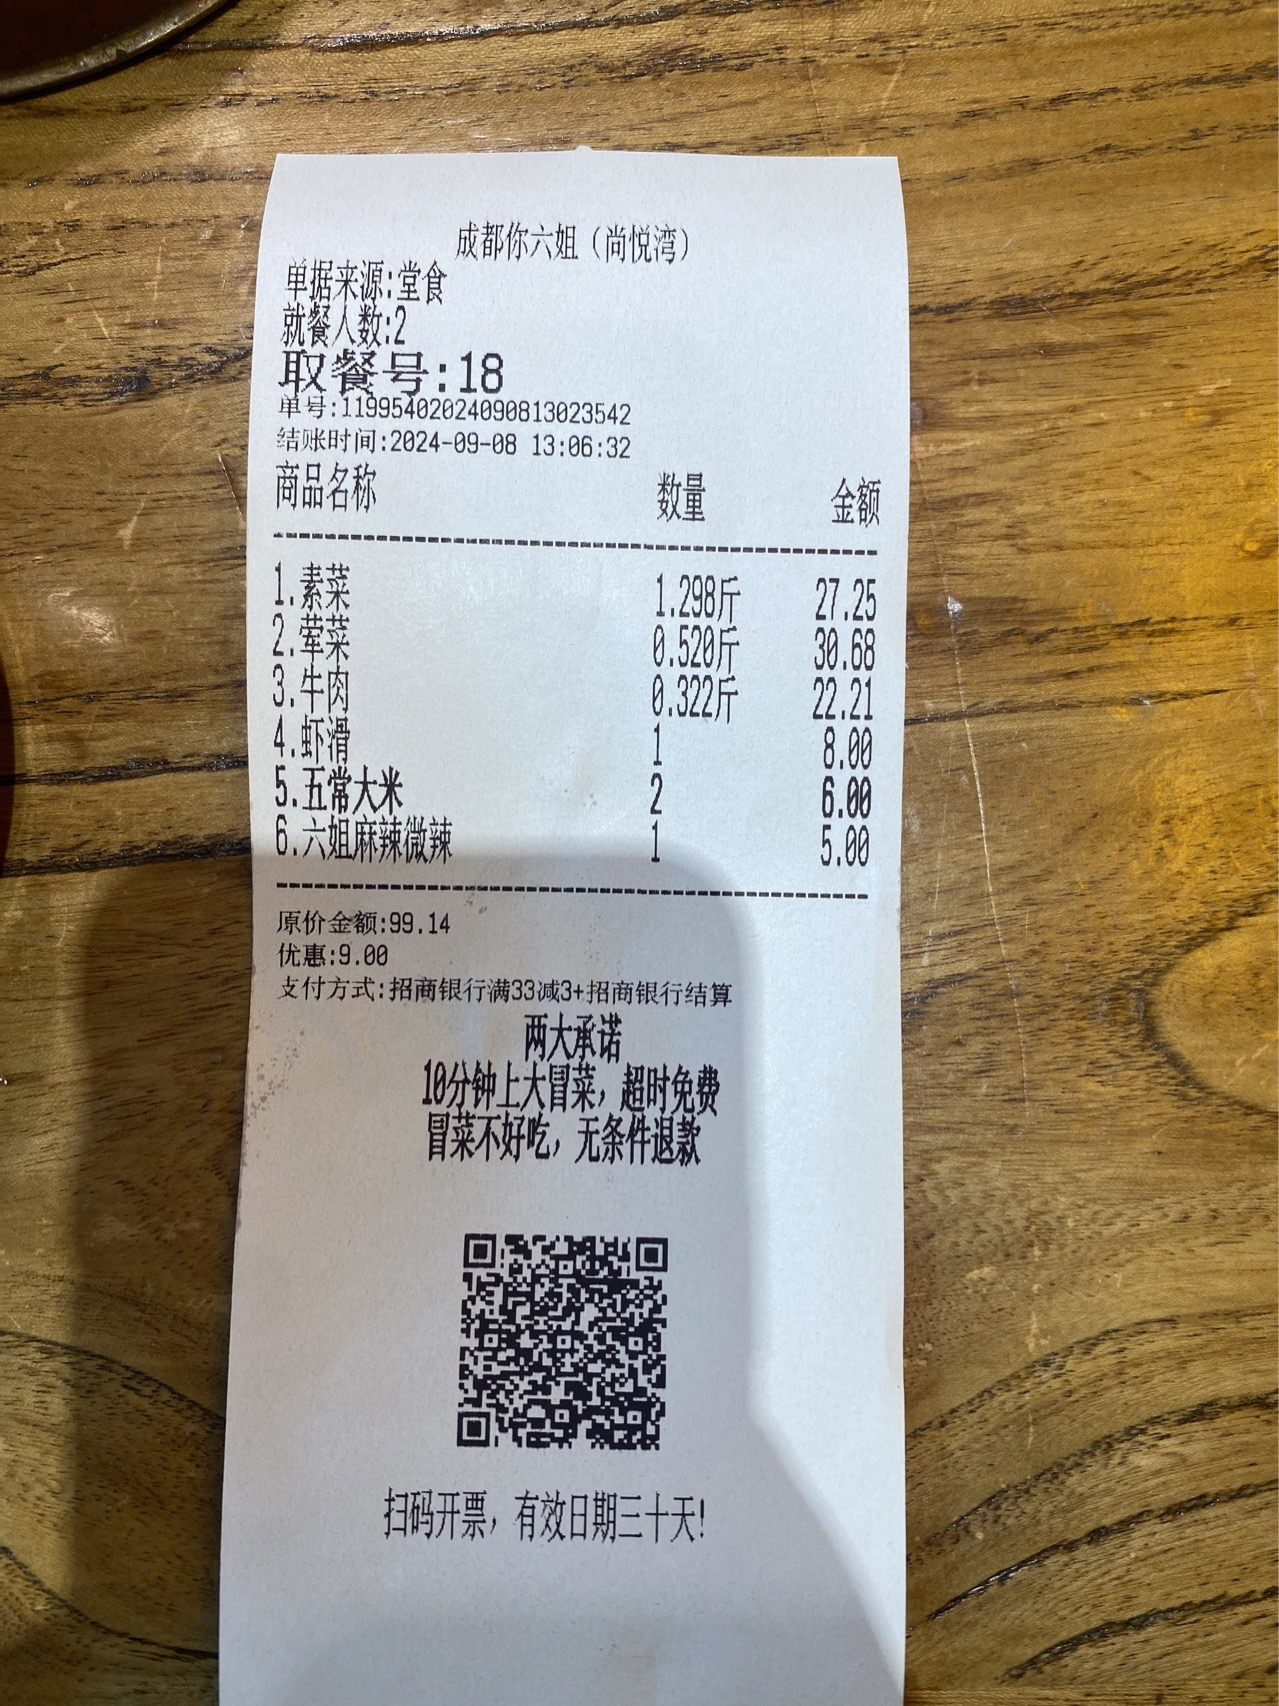 成都你六姐（尚悦湾）
单据来源:堂食
就餐人数:2
取餐号:18
单号:11995402024090813023542
结账时间:2024-09-08 13:06:32
商品名称 数量 金额
1.素菜 1.298斤 27.25
2.荤菜 0.520斤 30.68
3.牛肉 0.322斤 22.21
4.虾滑 1 8.00
5.五常大米 2 6.00
6.六姐麻辣微辣 1 5.00
原价金额:99.14
优惠:9.00
支付方式:招商银行满33减3+招商银行结算
两大承诺
10分钟上大冒菜，超时免费
冒菜不好吃，无条件退款
扫码开票，有效日期三十天!